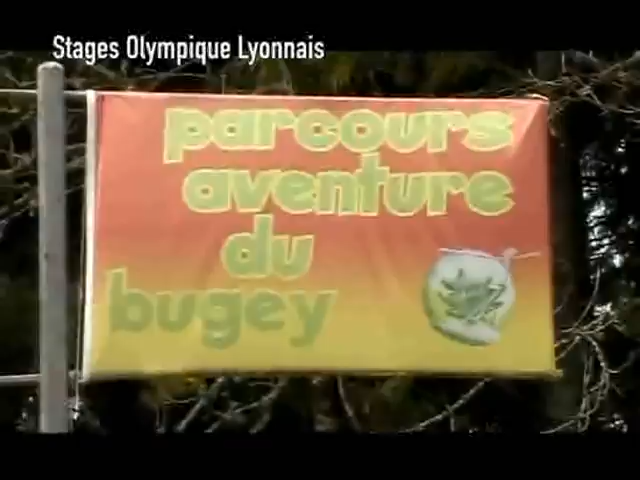 Stages Olympique Lyonnais
parcours
aventure
du
bugey